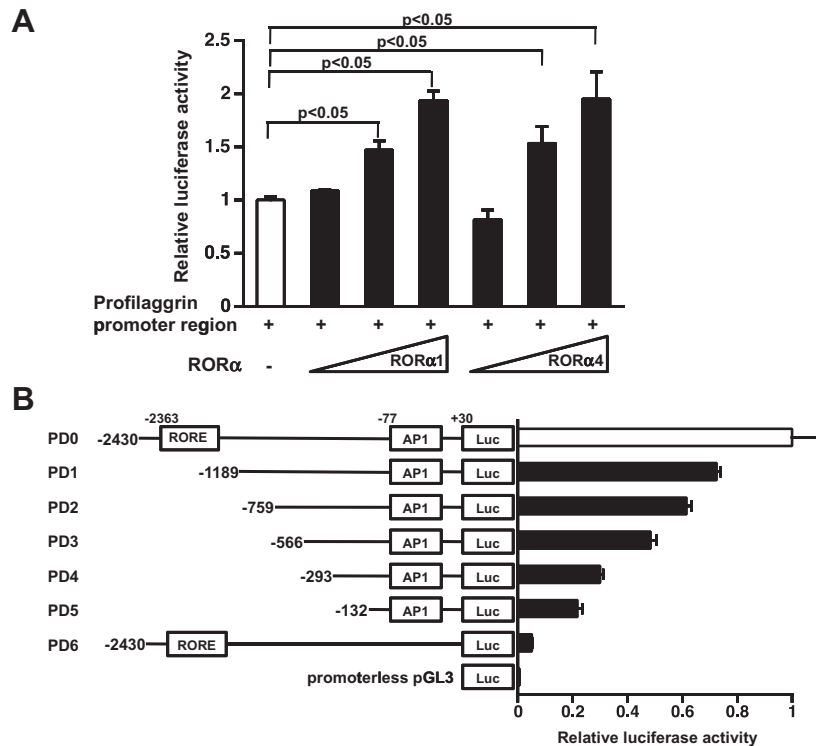 A
p<0.05
p<0.05
p<0.05
p<0.05
Relative luciferase activity
2.5
2
1.5
1
0.5
0
Profilaggrin
promoter region + + + + + + +
RORα - RORα1 RORα4
B
-2363 -77 +30
PD0 -2430 RORE AP1 Luc
PD1 -1189 AP1 Luc
PD2 -759 AP1 Luc
PD3 -566 AP1 Luc
PD4 -293 AP1 Luc
PD5 -132 AP1 Luc
PD6 -2430 RORE Luc
promoterless pGL3 Luc
0 0.2 0.4 0.6 0.8 1
Relative luciferase activity